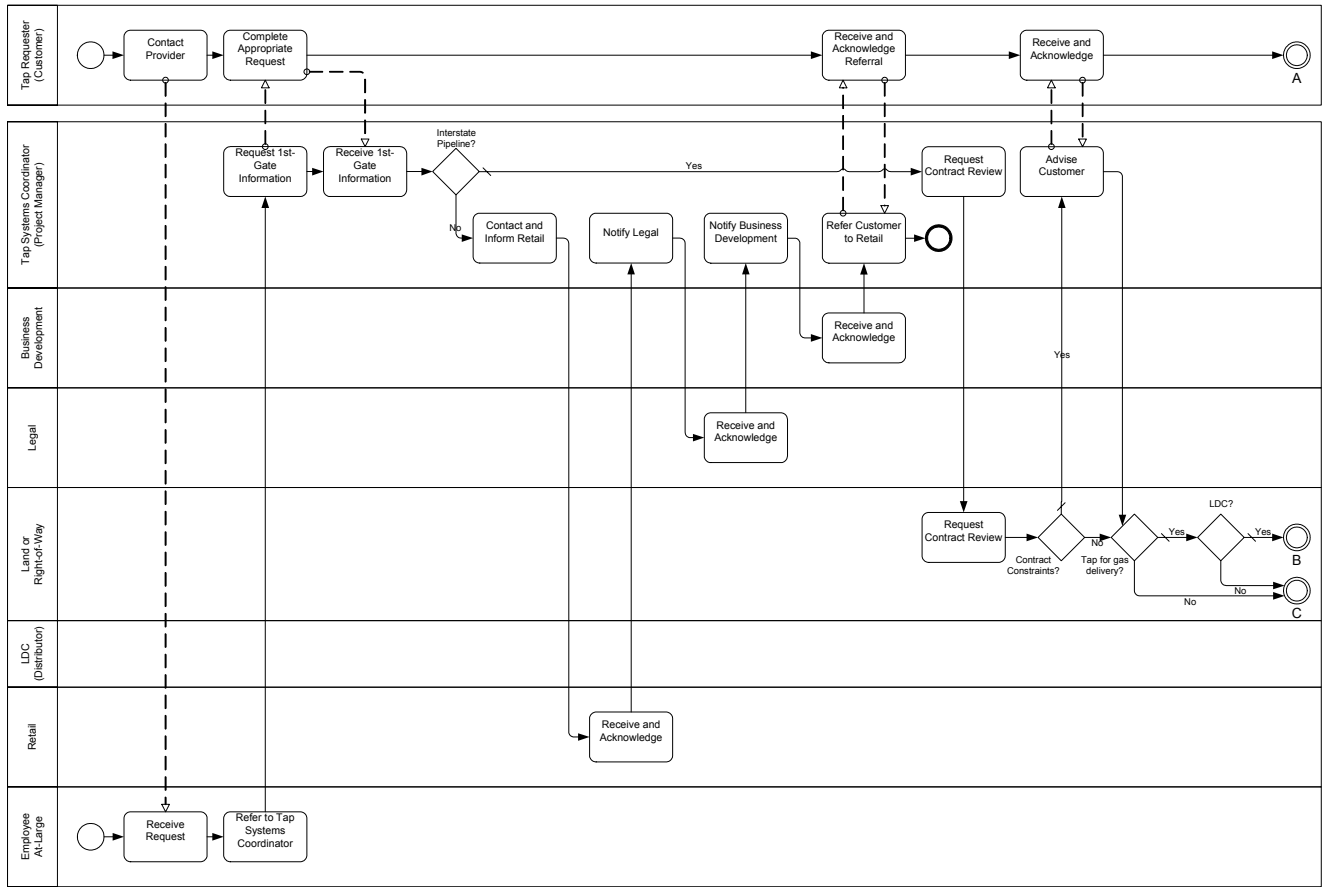 Tap Requester
(Customer)
Contact
Provider
Complete
Appropriate
Request
Receive and
Acknowledge
Referral
Receive and
Acknowledge
A
Tap Systems Coordinator
(Project Manager)
Request 1st-
Gate
Information
Receive 1st-
Gate
Information
Interstate
Pipeline?
Yes
No
Request
Contract Review
Advise
Customer
Contact and
Inform Retail
Notify Legal
Notify Business
Development
Refer Customer
to Retail
Business
Development
Receive and
Acknowledge
Yes
Legal
Receive and
Acknowledge
Land or
Right-of-Way
Request
Contract Review
Contract
Constraints?
No
Tap for gas
delivery?
Yes
LDC?
Yes
B
No
No
C
LDC
(Distributor)
Retail
Receive and
Acknowledge
Employee
At-Large
Receive
Request
Refer to Tap
Systems
Coordinator